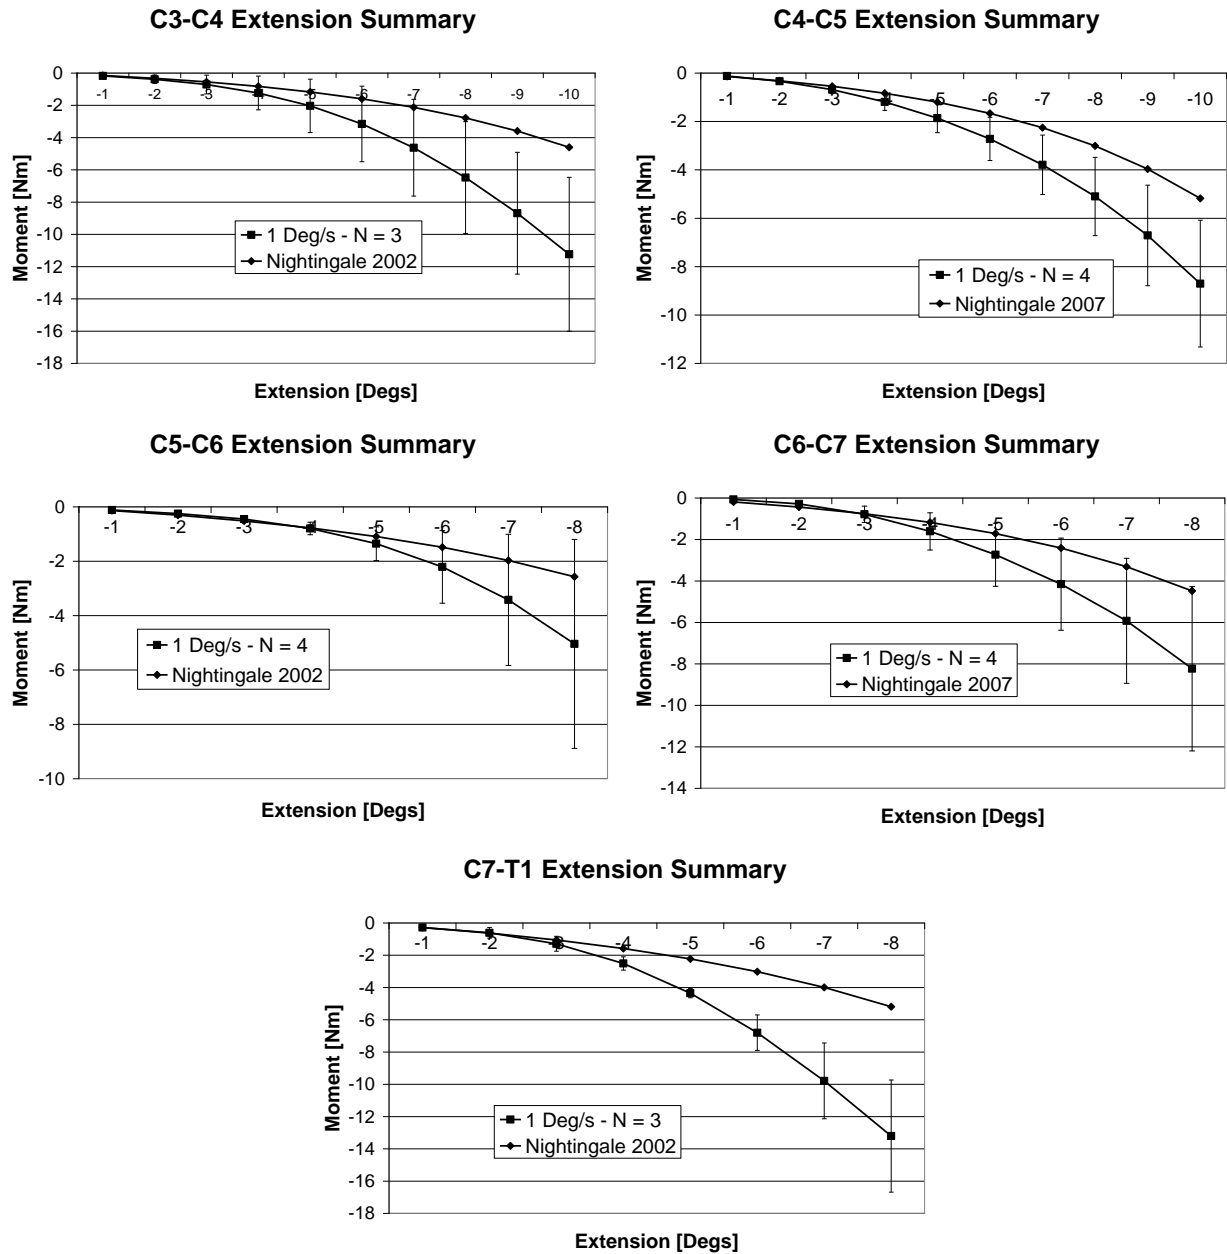 C3-C4 Extension Summary
0
-2
-4
-6
-8
-10
-12
-14
-16
-18
-1 -2 -3 -4 -5 -6 -7 -8 -9 -10
Moment [Nm]
1 Deg/s - N = 3
Nightingale 2002
Extension [Degs]
C4-C5 Extension Summary
0
-2
-4
-6
-8
-10
-12
-1 -2 -3 -4 -5 -6 -7 -8 -9 -10
Moment [Nm]
1 Deg/s - N = 4
Nightingale 2007
Extension [Degs]
C5-C6 Extension Summary
0
-2
-4
-6
-8
-10
-1 -2 -3 -4 -5 -6 -7 -8
Moment [Nm]
1 Deg/s - N = 4
Nightingale 2002
Extension [Degs]
C6-C7 Extension Summary
0
-2
-4
-6
-8
-10
-12
-14
-1 -2 -3 -4 -5 -6 -7 -8
Moment [Nm]
1 Deg/s - N = 4
Nightingale 2007
Extension [Degs]
C7-T1 Extension Summary
0
-2
-4
-6
-8
-10
-12
-14
-16
-18
-1 -2 -3 -4 -5 -6 -7 -8
Moment [Nm]
1 Deg/s - N = 3
Nightingale 2002
Extension [Degs]